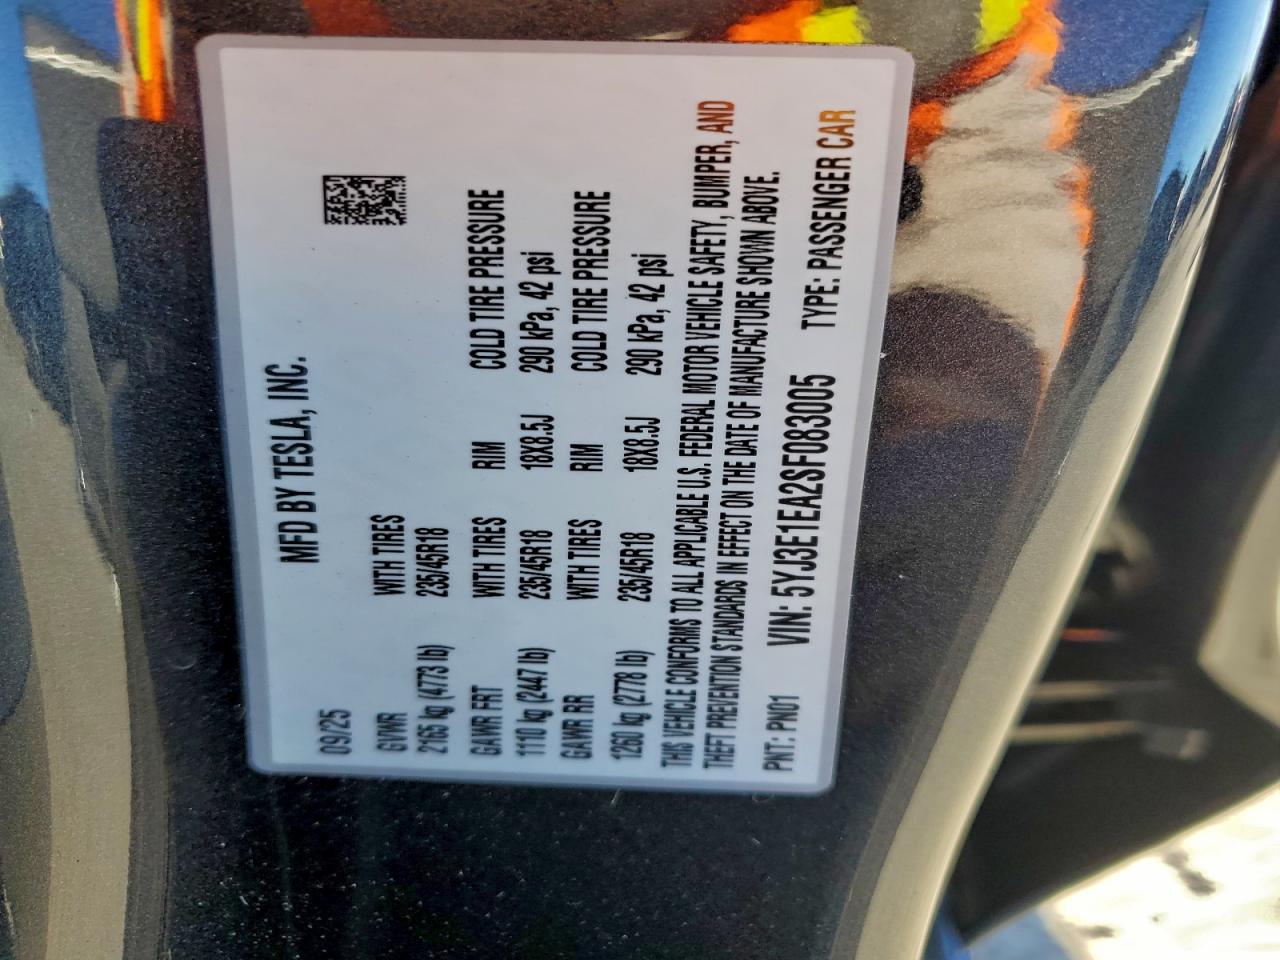 MFD BY TESLA, INC.
09/25
GVWR WITH TIRES
2165 kg (4773 lb) 235/45R18
GAWR FRT WITH TIRES RIM COLD TIRE PRESSURE
1110 kg (2447 lb) 235/45R18 18X8.5J 290 kPa, 42 psi
GAWR RR WITH TIRES RIM COLD TIRE PRESSURE
1260 kg (2778 lb) 235/45R18 18X8.5J 290 kPa, 42 psi
THIS VEHICLE CONFORMS TO ALL APPLICABLE U.S. FEDERAL MOTOR VEHICLE SAFETY, BUMPER, AND
THEFT PREVENTION STANDARDS IN EFFECT ON THE DATE OF MANUFACTURE SHOWN ABOVE.
PNT: PN01 VIN: 5YJ3E1EA2SF083005 TYPE: PASSENGER CAR